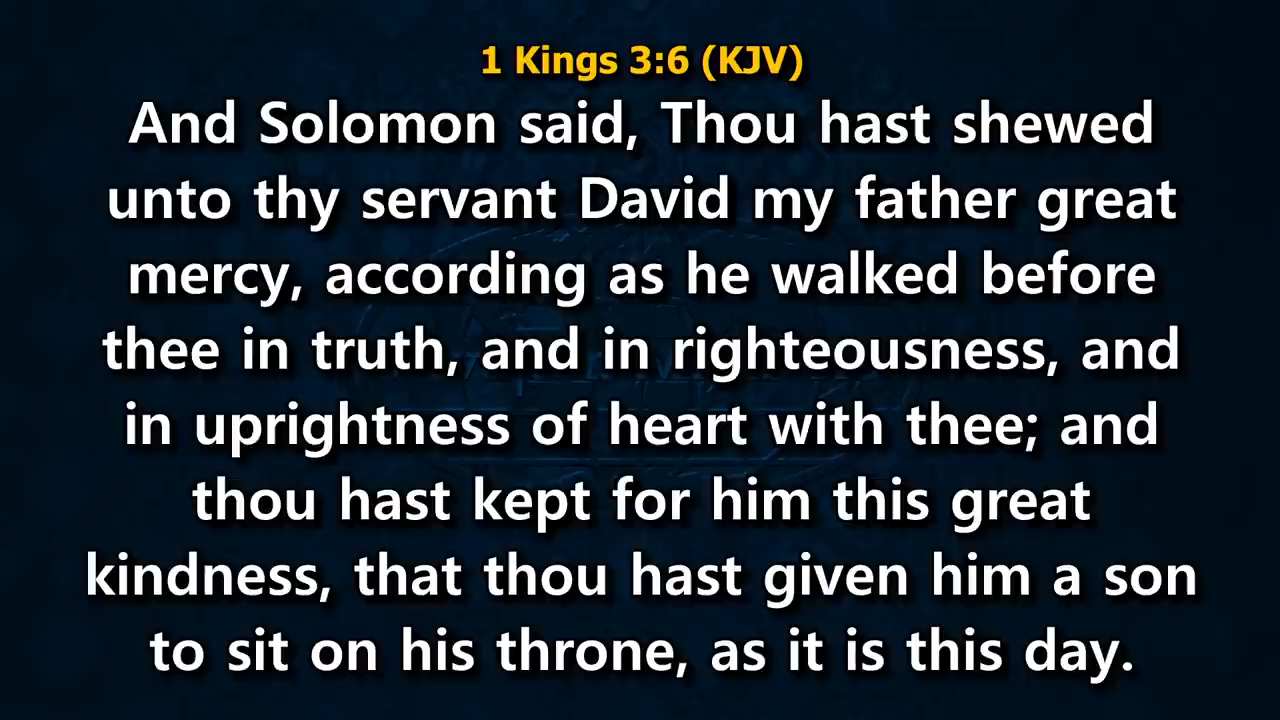 1 Kings 3:6 (KJV)
And Solomon said, Thou hast shewed
unto thy servant David my father great
mercy, according as he walked before
thee in truth, and in righteousness, and
in uprightness of heart with thee; and
thou hast kept for him this great
kindness, that thou hast given him a son
to sit on his throne, as it is this day.